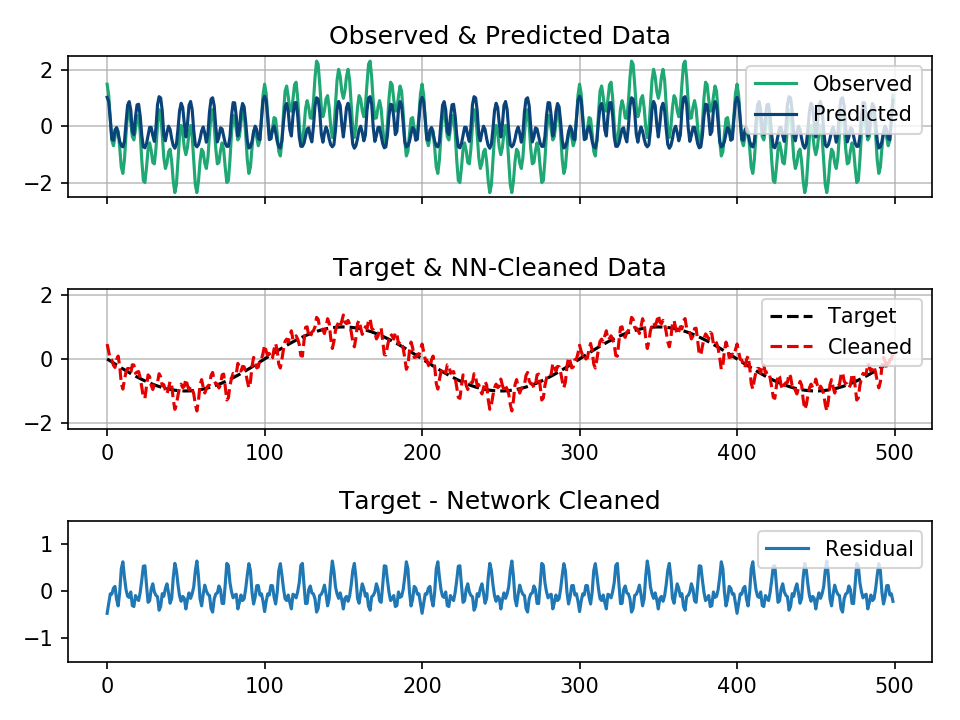 Observed & Predicted Data
2
0
−2
Observed
Predicted
Target & NN-Cleaned Data
2
0
−2
Target
Cleaned
0 100 200 300 400 500
Target - Network Cleaned
1
0
−1
Residual
0 100 200 300 400 500